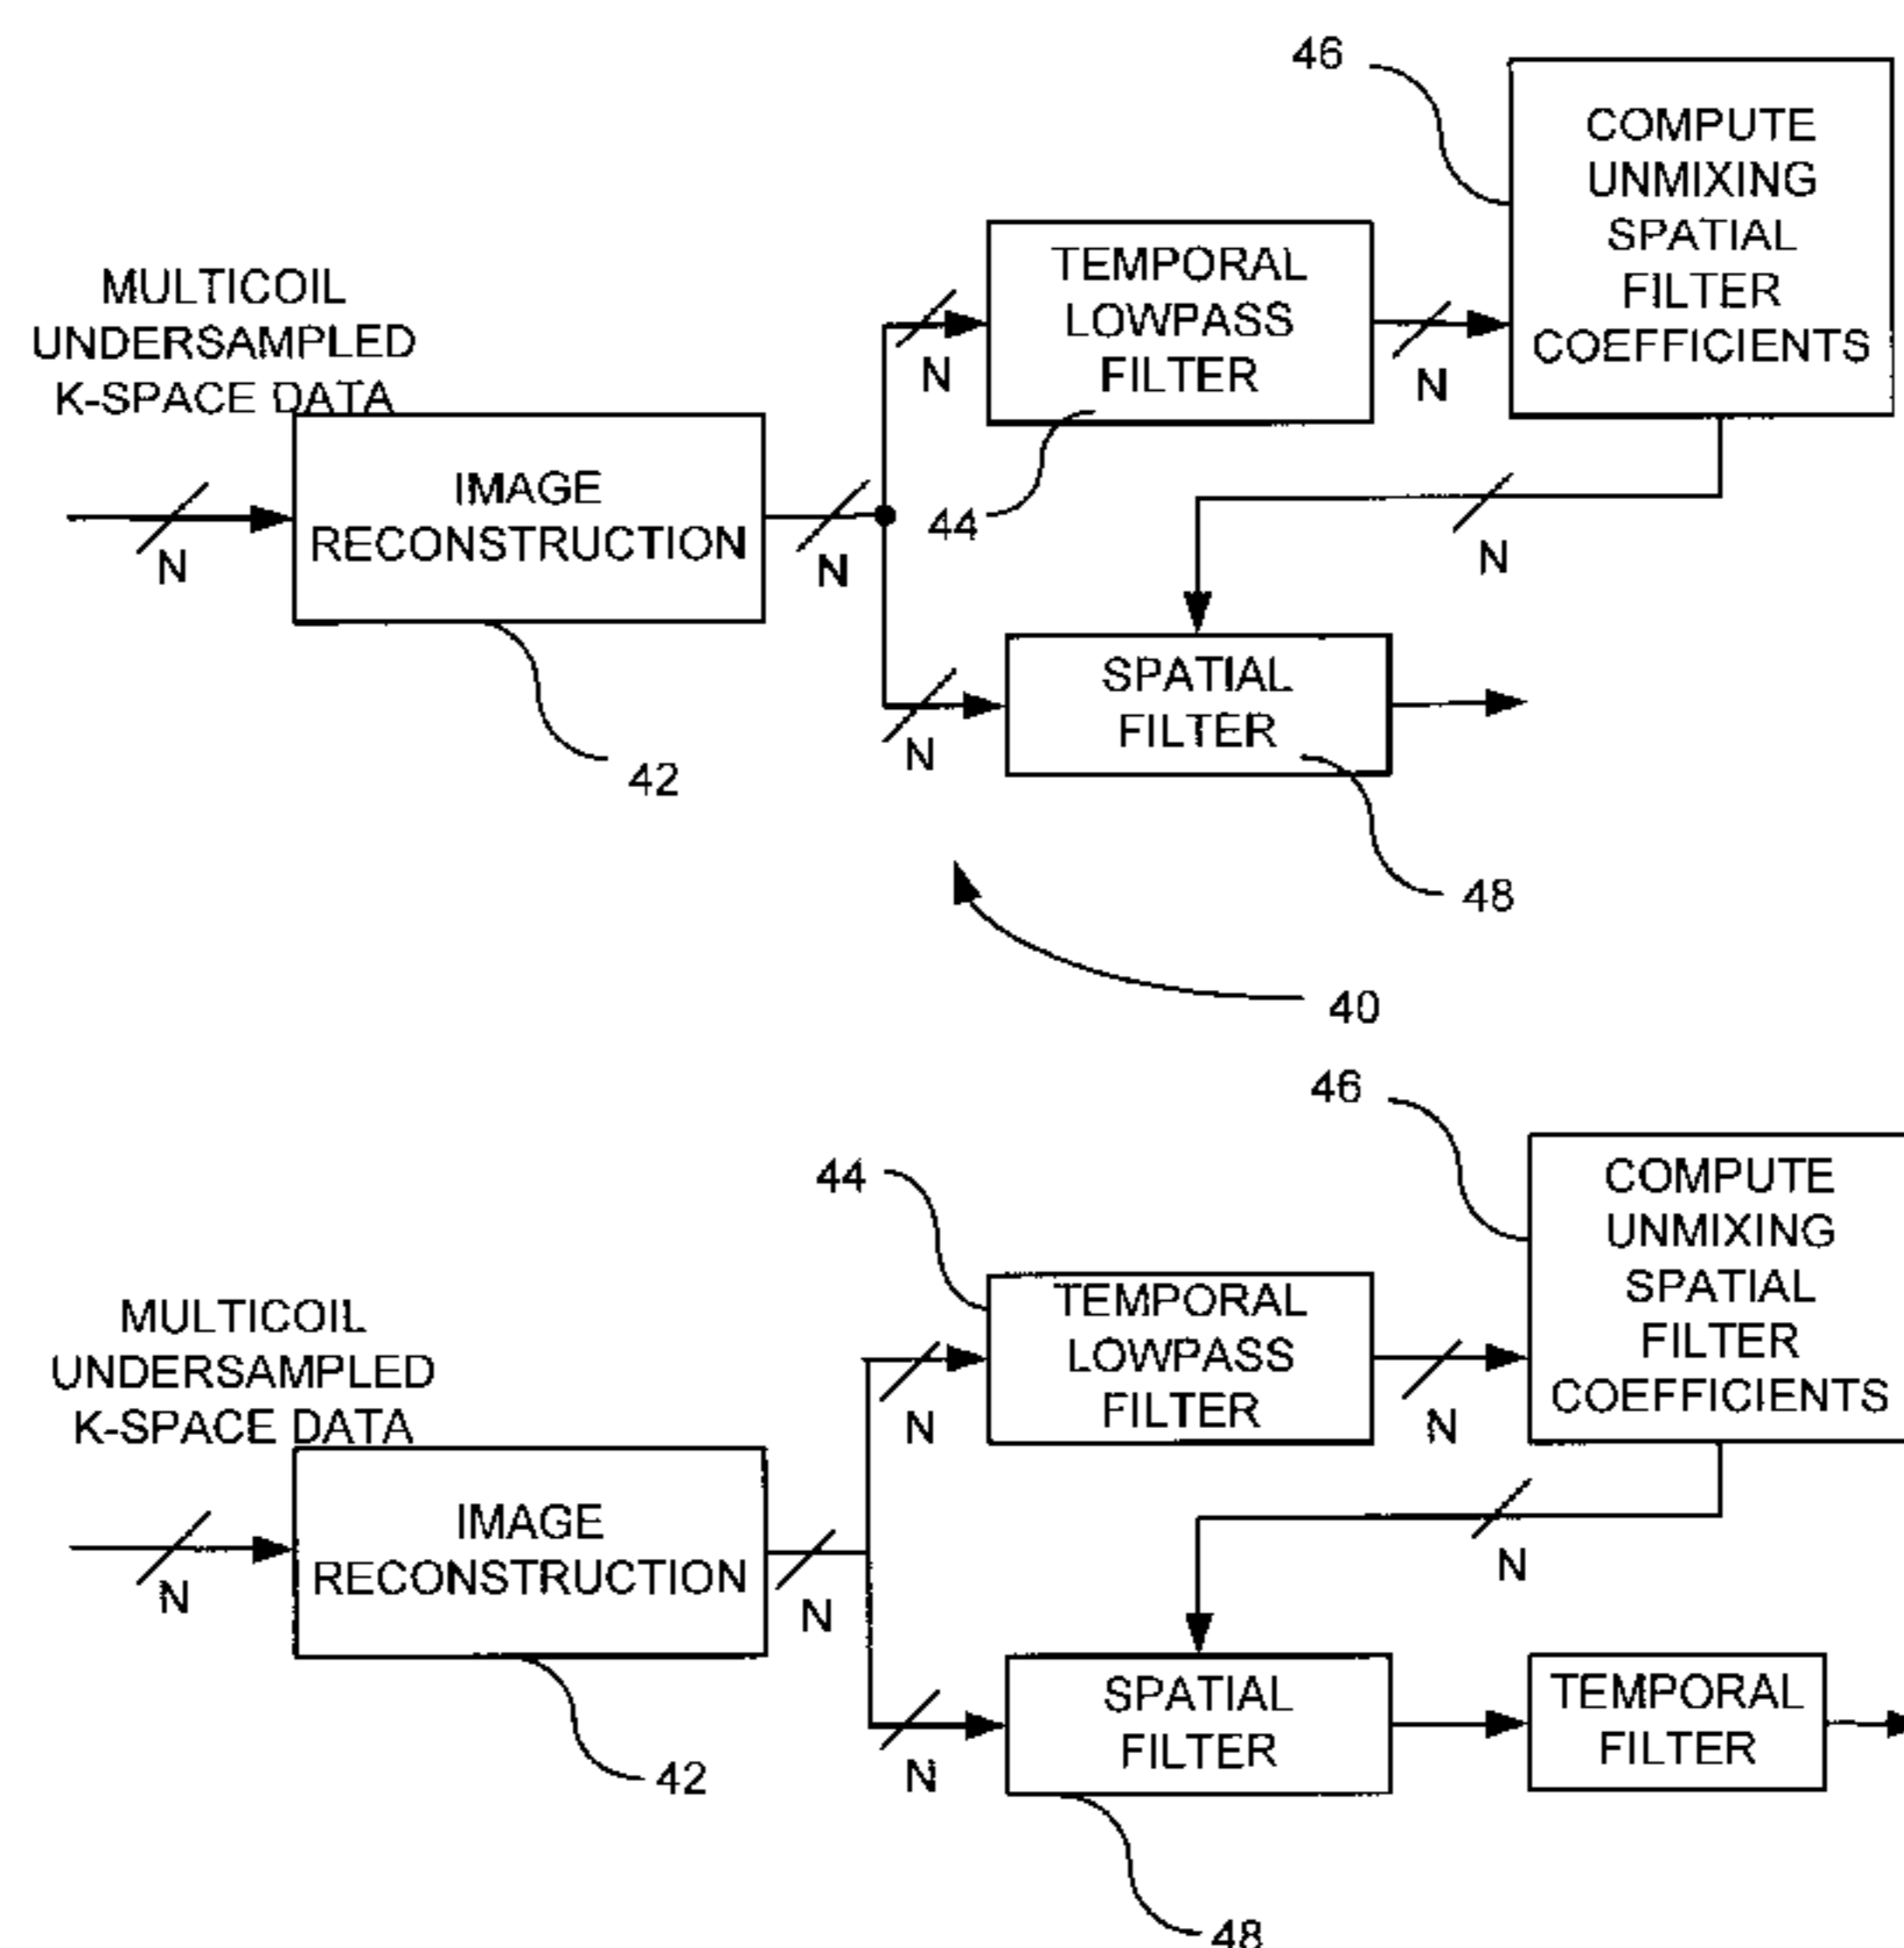 46
COMPUTE
UNMIXING
SPATIAL
FILTER
COEFFICIENTS
TEMPORAL
LOWPASS
FILTER
MULTICOIL
UNDERSAMPLED
K-SPACE DATA
N
N
IMAGE
RECONSTRUCTION
44
N
N
N
SPATIAL
FILTER
N
42
48
40
46
COMPUTE
UNMIXING
SPATIAL
FILTER
COEFFICIENTS
44
TEMPORAL
LOWPASS
FILTER
MULTICOIL
UNDERSAMPLED
K-SPACE DATA
N
N
IMAGE
RECONSTRUCTION
N
N
N
SPATIAL
FILTER
TEMPORAL
FILTER
N
42
48